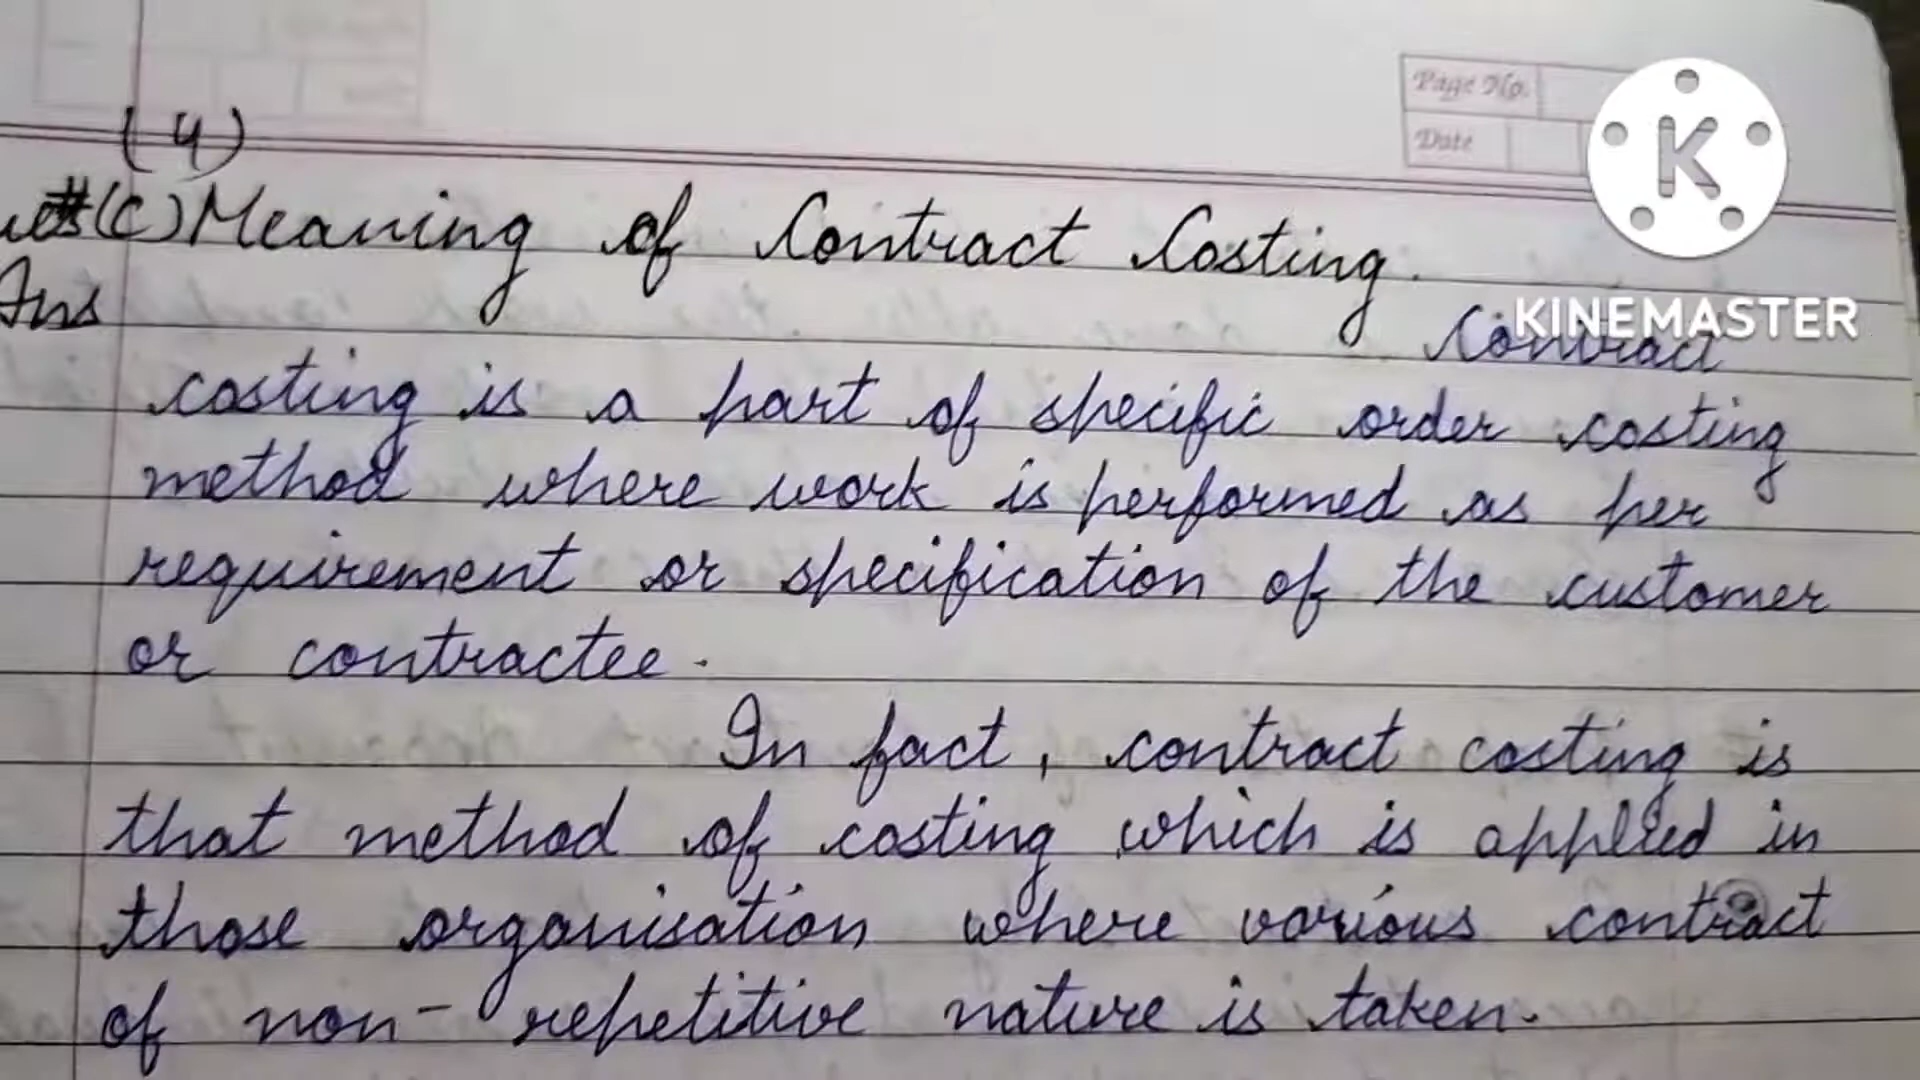 Page No.
Date
(4)
(C) Meaning of Contract Costing.
Ans
Contract
costing is a part of specific order costing
method where work is performed as per
requirement or specification of the customer
or contractee.
In fact, contract costing is
that method of costing which is applied in
those organisation where various contract
of non-repetitive nature is taken.
K
KINEMASTER